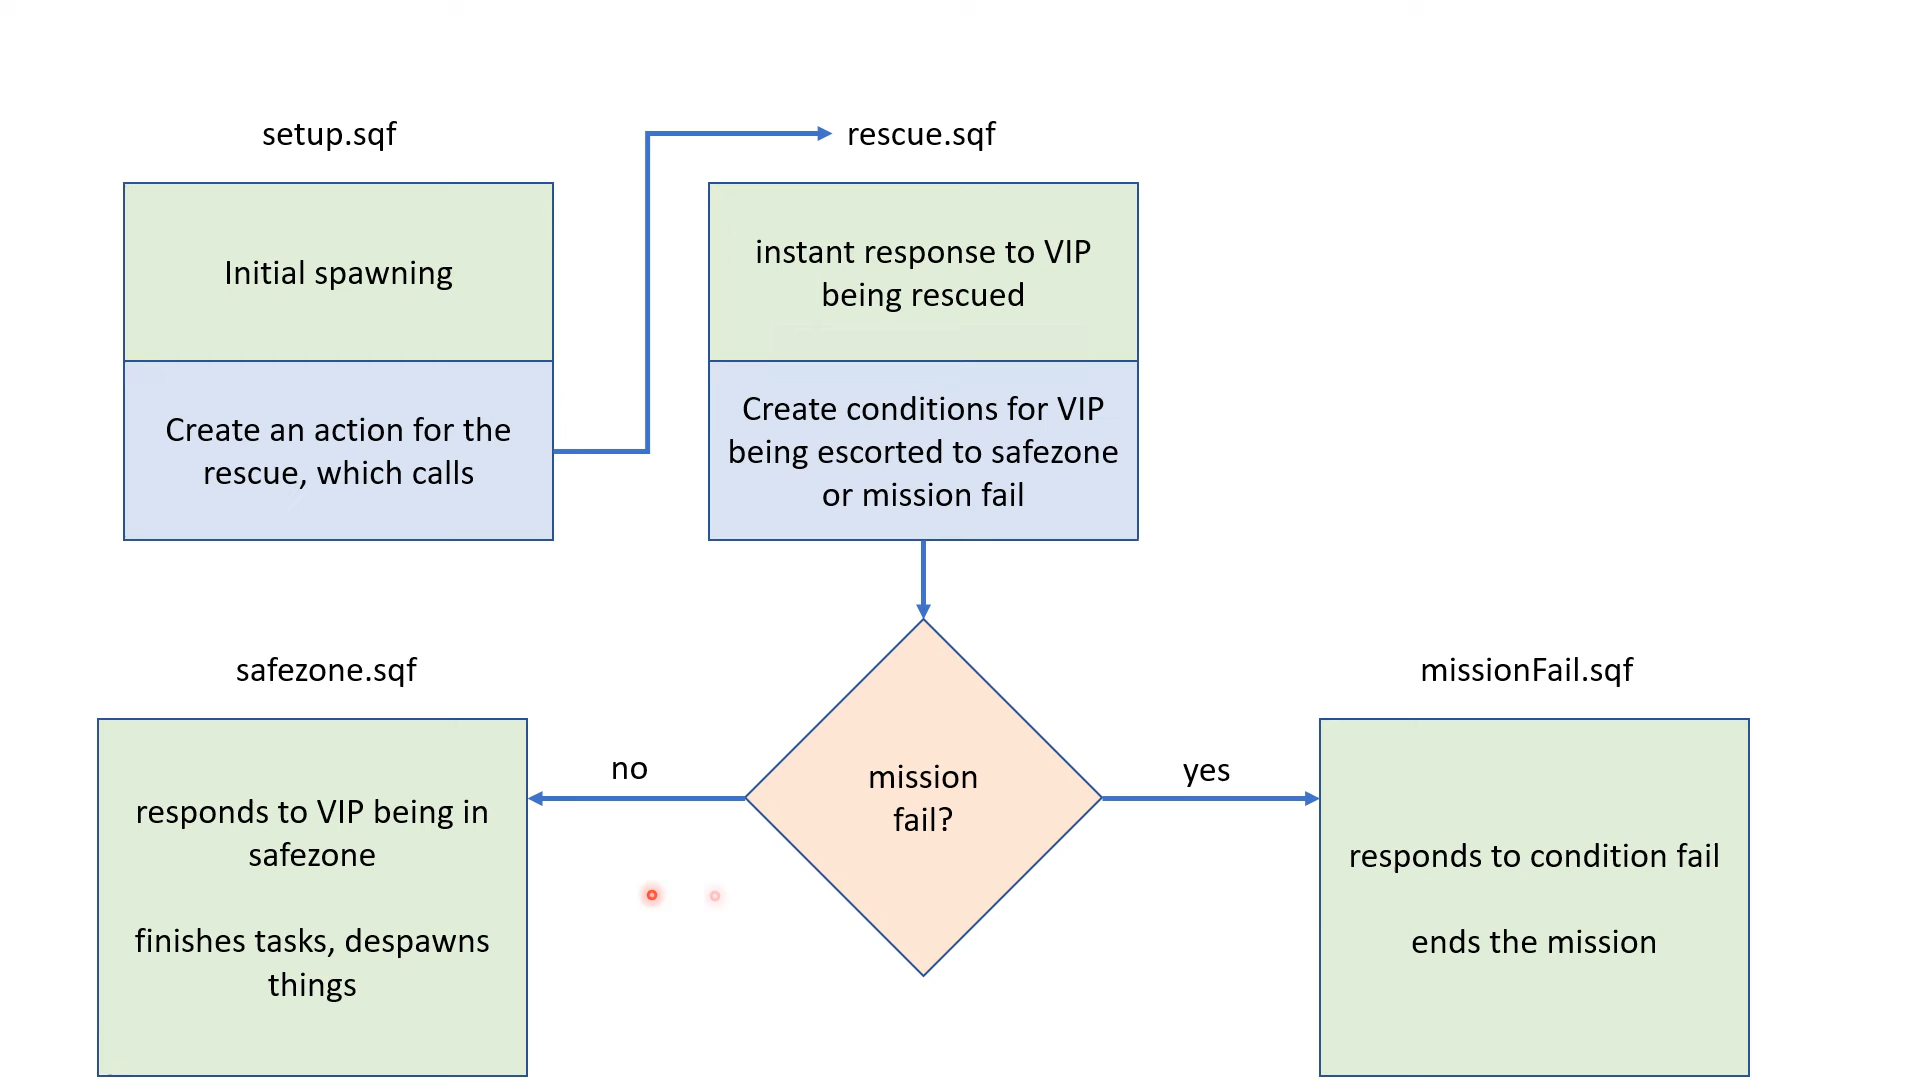 setup.sqf
rescue.sqf
Initial spawning
Create an action for the
rescue, which calls
instant response to VIP
being rescued
Create conditions for VIP
being escorted to safezone
or mission fail
safezone.sqf
missionFail.sqf
no
mission
fail?
yes
responds to VIP being in
safezone
finishes tasks, despawns
things
responds to condition fail
ends the mission